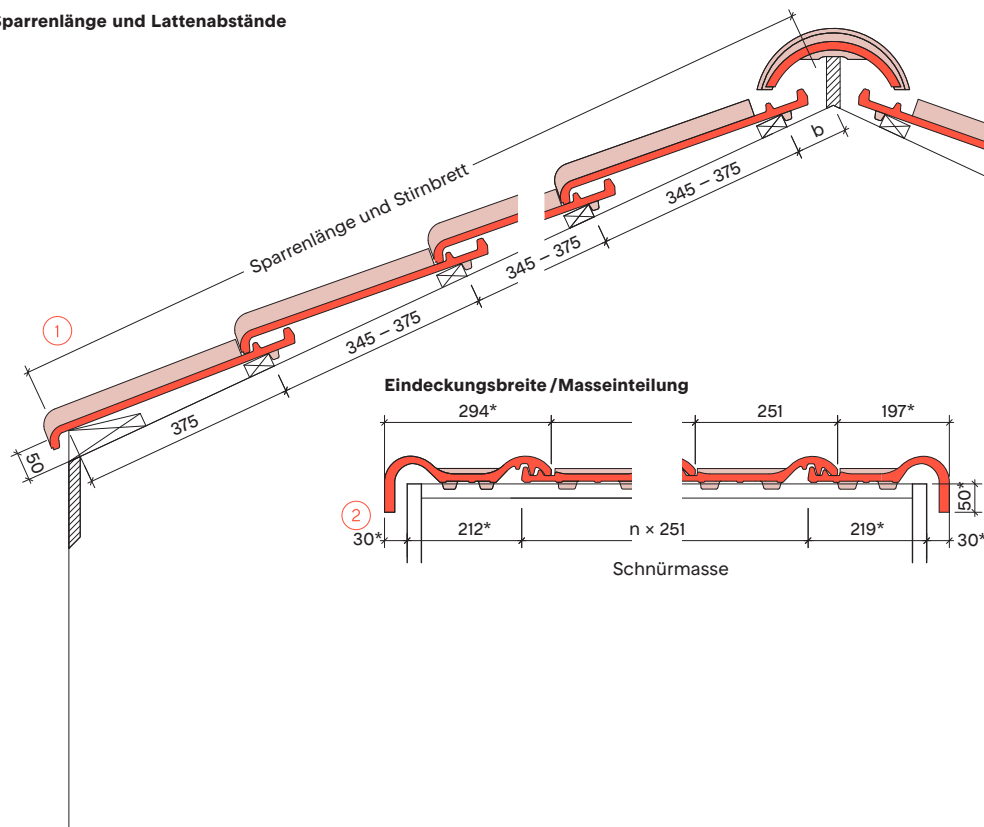 Sparrenlänge und Lattenabstände
Sparrenlänge und Stirnbrett
b
345 – 375
345 – 375
345 – 375
375
50
1
Eindeckungsbreite / Masseinteilung
294* 251 197*
2
50*
30* 212* n × 251 219* 30*
Schnürmasse